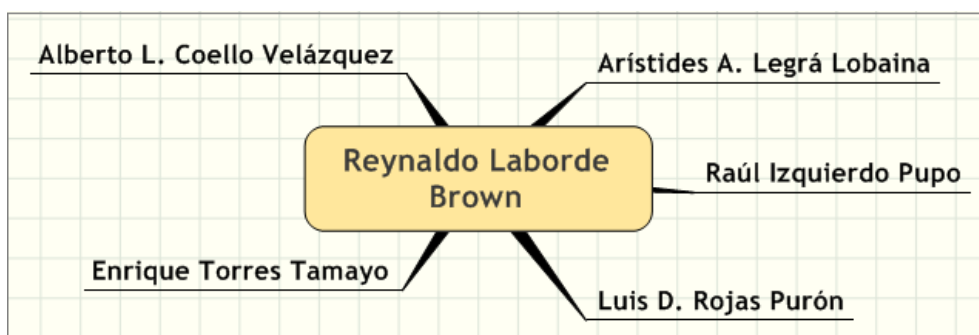 Alberto L. Coello Velázquez
Arístides A. Legrá Lobaina
Reynaldo Laborde
Brown
Raúl Izquierdo Pupo
Enrique Torres Tamayo
Luis D. Rojas Purón